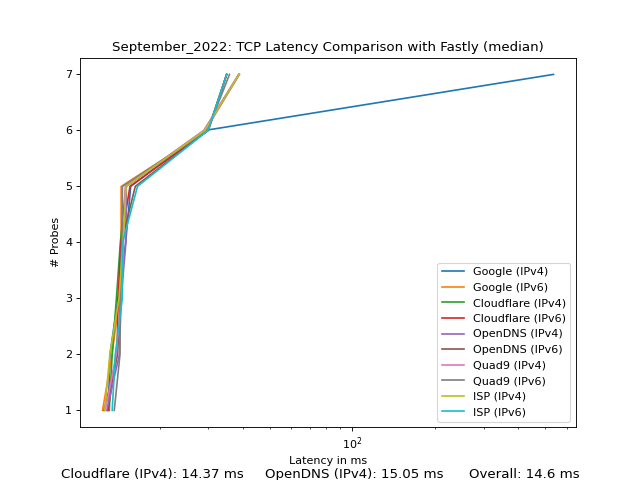 September_2022: TCP Latency Comparison with Fastly (median)
7
6
5
4
3
2
1
# Probes
Google (IPv4)
Google (IPv6)
Cloudflare (IPv4)
Cloudflare (IPv6)
OpenDNS (IPv4)
OpenDNS (IPv6)
Quad9 (IPv4)
Quad9 (IPv6)
ISP (IPv4)
ISP (IPv6)
10²
Latency in ms
Cloudflare (IPv4): 14.37 ms OpenDNS (IPv4): 15.05 ms Overall: 14.6 ms